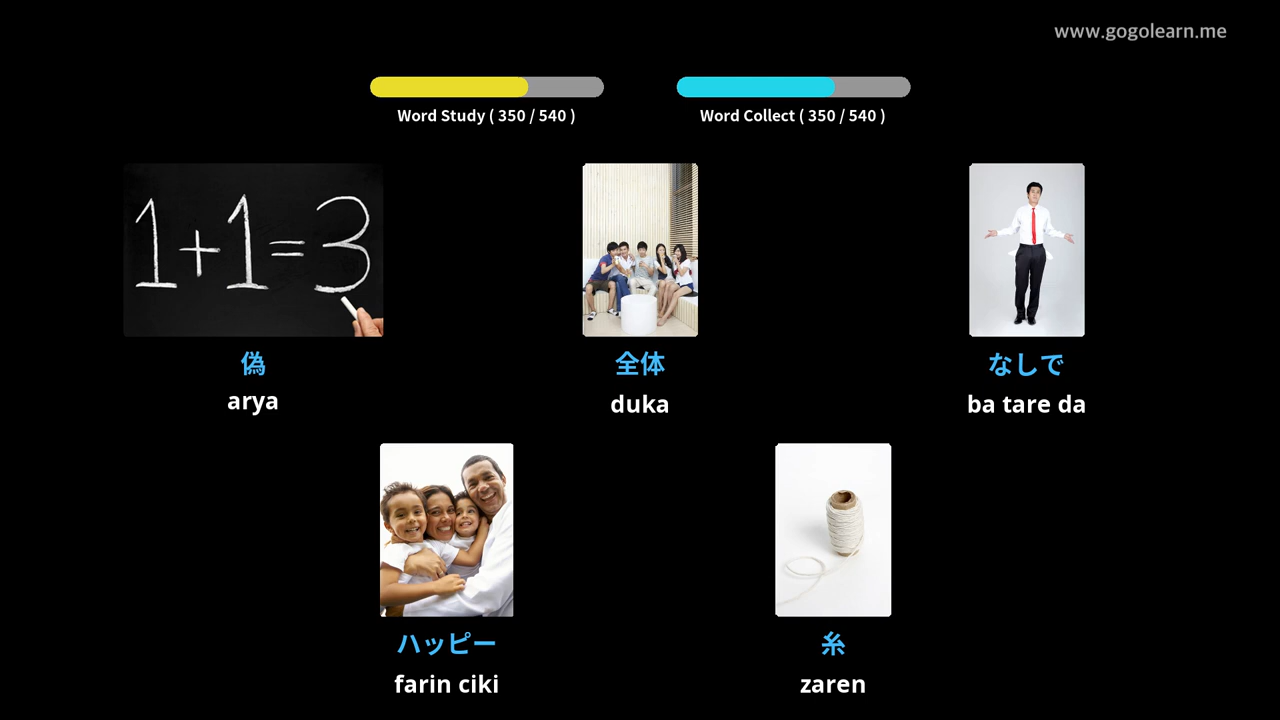 www.gogolearn.me
Word Study ( 350 / 540 )
Word Collect ( 350 / 540 )
1+1=3
偽
arya
全体
duka
なしで
ba tare da
ハッピー
farin ciki
糸
zaren